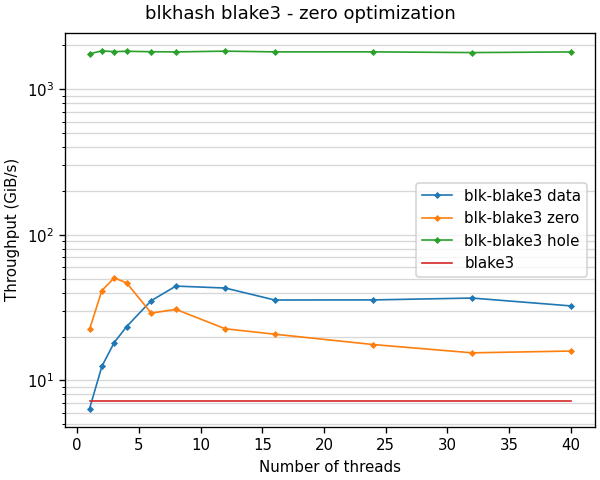 blkhash blake3 - zero optimization
Throughput (GiB/s)
10³
10²
10¹
blk-blake3 data
blk-blake3 zero
blk-blake3 hole
blake3
0 5 10 15 20 25 30 35 40
Number of threads